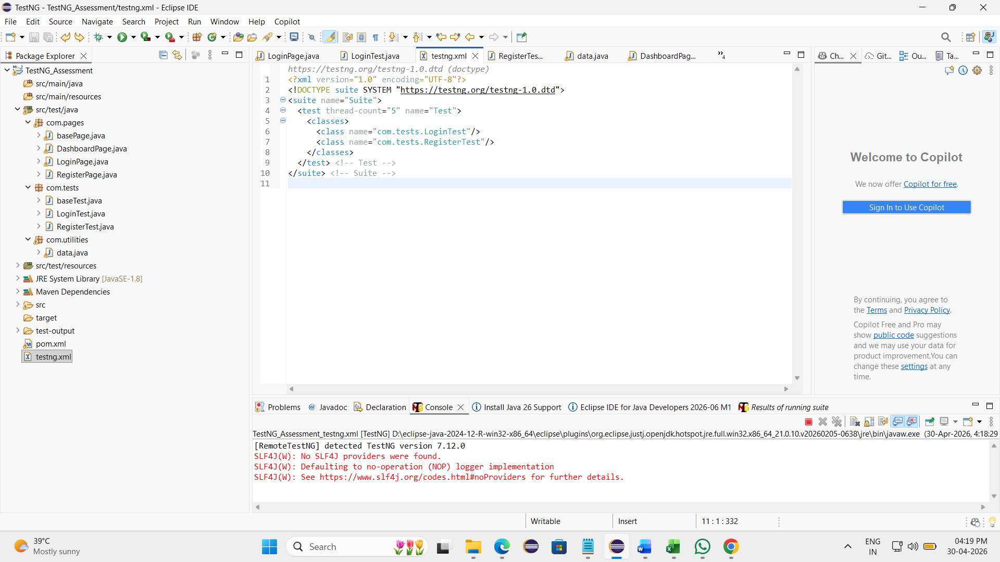 TestNG - TestNG_Assessment/testng.xml - Eclipse IDE
File Edit Source Navigate Search Project Run Window Help Copilot
Package Explorer
TestNG_Assessment
src/main/java
src/main/resources
src/test/java
com.pages
basePage.java
DashboardPage.java
LoginPage.java
RegisterPage.java
com.tests
baseTest.java
LoginTest.java
RegisterTest.java
com.utilities
data.java
src/test/resources
JRE System Library [JavaSE-1.8]
Maven Dependencies
src
target
test-output
pom.xml
testng.xml
LoginPage.java LoginTest.java testng.xml RegisterTes... data.java DashboardPag... »4
https://testng.org/testng-1.0.dtd (doctype)
1 <?xml version="1.0" encoding="UTF-8"?>
2 <!DOCTYPE suite SYSTEM "https://testng.org/testng-1.0.dtd">
3 <suite name="Suite">
4 <test thread-count="5" name="Test">
5 <classes>
6 <class name="com.tests.LoginTest"/>
7 <class name="com.tests.RegisterTest"/>
8 </classes>
9 </test> <!-- Test -->
10 </suite> <!-- Suite -->
11
Ch... Git... Ou... Ta...
Welcome to Copilot
We now offer Copilot for free.
Sign In to Use Copilot
By continuing, you agree to
the Terms and Privacy Policy.
Copilot Free and Pro may
show public code suggestions
and we may use your data for
product improvement.You can
change these settings at any
time.
Problems @ Javadoc Declaration Console Install Java 26 Support Eclipse IDE for Java Developers 2026-06 M1 Results of running suite
TestNG_Assessment_testng.xml [TestNG] D:\eclipse-java-2024-12-R-win32-x86_64\eclipse\plugins\org.eclipse.justj.openjdk.hotspot.jre.full.win32.x86_64_21.0.10.v20260205-0638\jre\bin\javaw.exe (30-Apr-2026, 4:18:29
[RemoteTestNG] detected TestNG version 7.12.0
SLF4J(W): No SLF4J providers were found.
SLF4J(W): Defaulting to no-operation (NOP) logger implementation
SLF4J(W): See https://www.slf4j.org/codes.html#noProviders for further details.
Writable Insert 11 : 1 : 332
39°C
Mostly sunny
Search
ENG
IN
04:19 PM
30-04-2026